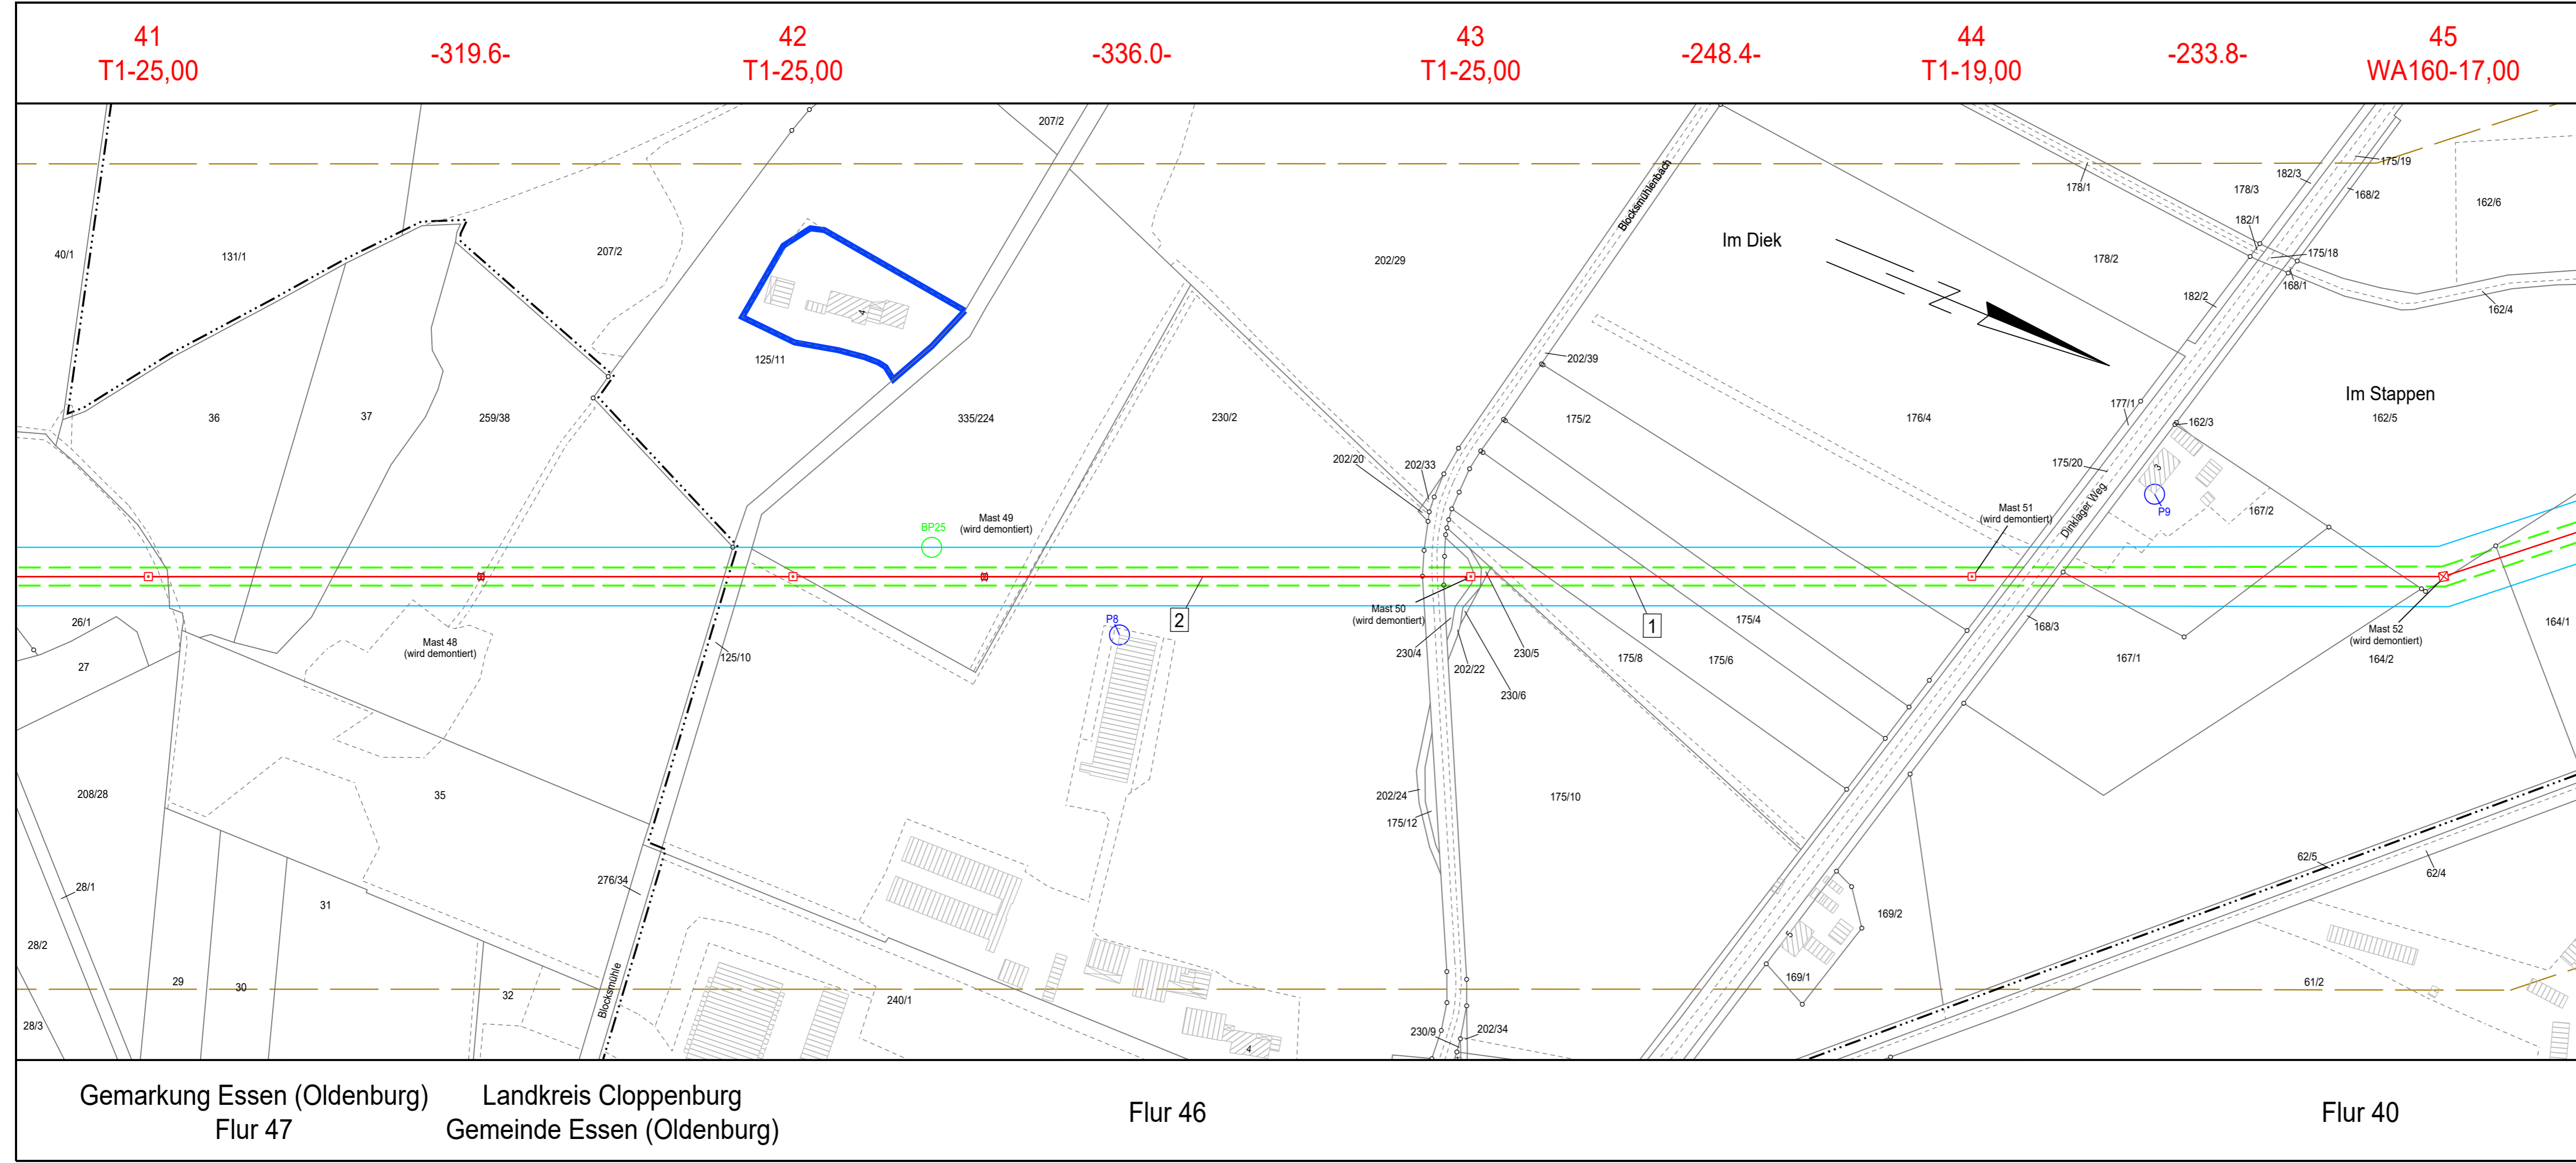 41
T1-25,00
-319.6-
42
T1-25,00
-336.0-
43
T1-25,00
-248.4-
44
T1-19,00
-233.8-
45
WA160-17,00
207/2
40/1
131/1
207/2
202/29
Blocksmühlenbach
Im Diek
178/1
178/3
182/3
175/19
168/2
162/6
182/1
175/18
178/2
168/1
182/2
162/4
4
125/11
202/39
Im Stappen
162/5
36
37
259/38
335/224
230/2
175/2
176/4
177/1
162/3
202/20
202/33
175/20
3
Dinklager Weg
P9
167/2
BP25
Mast 49
(wird demontiert)
Mast 51
(wird demontiert)
P8
2
Mast 50
(wird demontiert)
1
175/4
168/3
26/1
27
Mast 48
(wird demontiert)
125/10
230/4
202/22
230/5
230/6
175/8
175/6
167/1
Mast 52
(wird demontiert)
164/2
164/1
208/28
35
202/24
175/12
175/10
62/5
62/4
28/1
276/34
31
169/2
5
28/2
29
30
32
Blocksmühle
240/1
169/1
61/2
28/3
230/9
202/34
4
Gemarkung Essen (Oldenburg)
Flur 47
Landkreis Cloppenburg
Gemeinde Essen (Oldenburg)
Flur 46
Flur 40